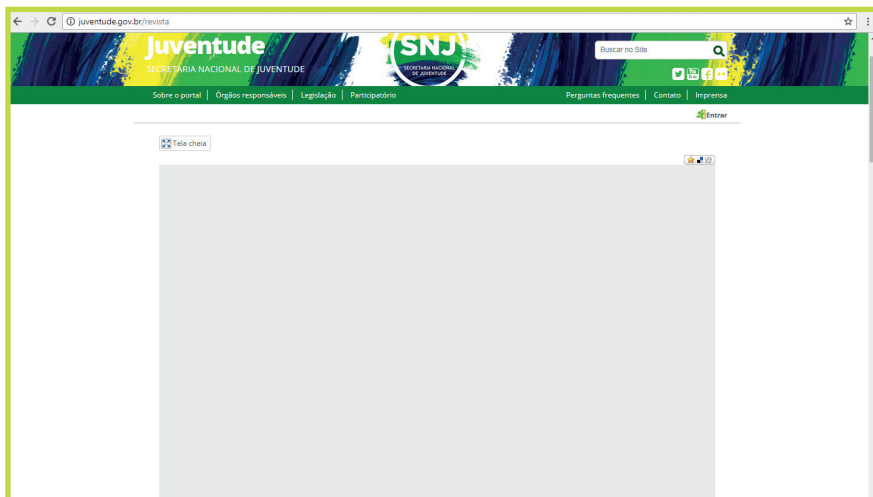 juventude.gov.br/revista
Juventude
SECRETARIA NACIONAL DE JUVENTUDE
SNJ
SECRETARIA NACIONAL
DE JUVENTUDE
Buscar no Site
Sobre o portal | Órgãos responsáveis | Legislação | Participatório
Perguntas frequentes | Contato | Imprensa
Entrar
Tela cheia